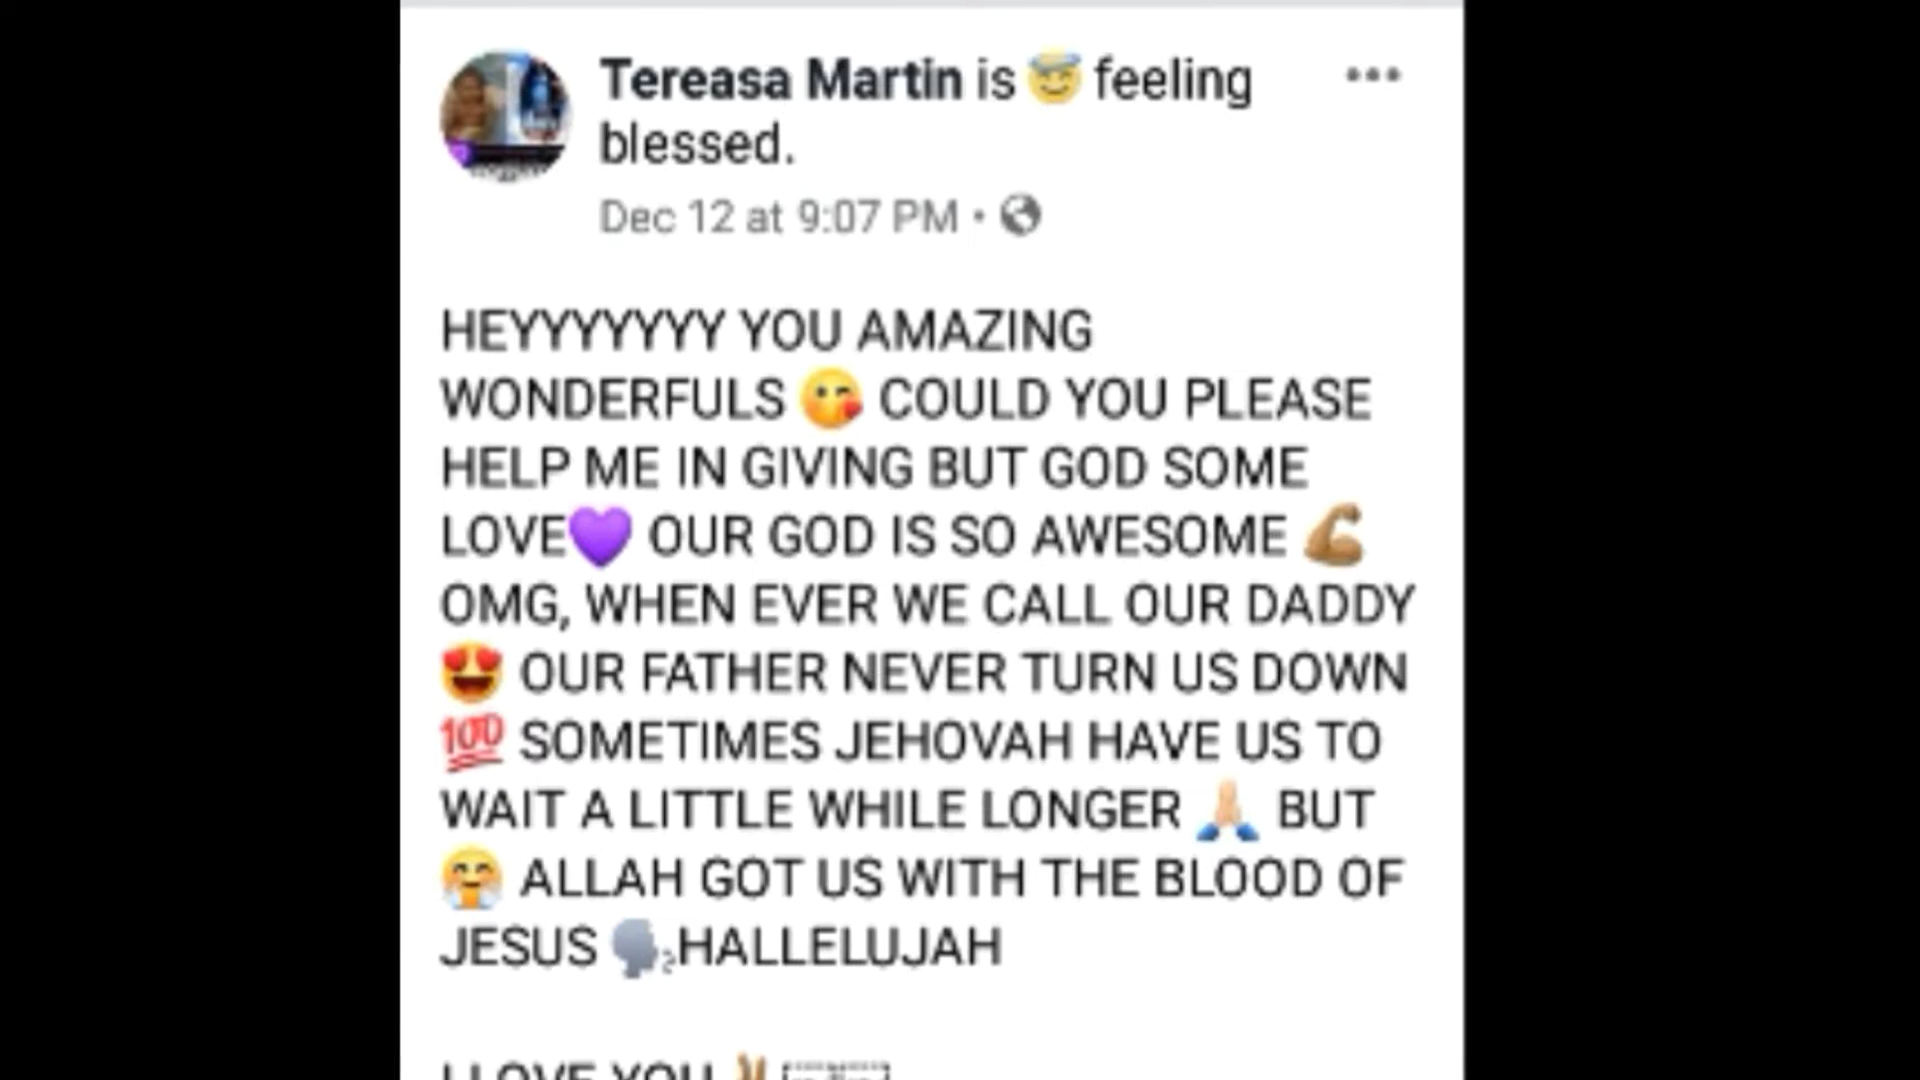 Tereasa Martin is 😇 feeling
blessed.
Dec 12 at 9:07 PM •
HEYYYYYYY YOU AMAZING
WONDERFULS 😘 COULD YOU PLEASE
HELP ME IN GIVING BUT GOD SOME
LOVE💜 OUR GOD IS SO AWESOME 💪🏽
OMG, WHEN EVER WE CALL OUR DADDY
😍 OUR FATHER NEVER TURN US DOWN
💯 SOMETIMES JEHOVAH HAVE US TO
WAIT A LITTLE WHILE LONGER 🙏🏻 BUT
🤗 ALLAH GOT US WITH THE BLOOD OF
JESUS 🗣HALLELUJAH
I LOVE YOU